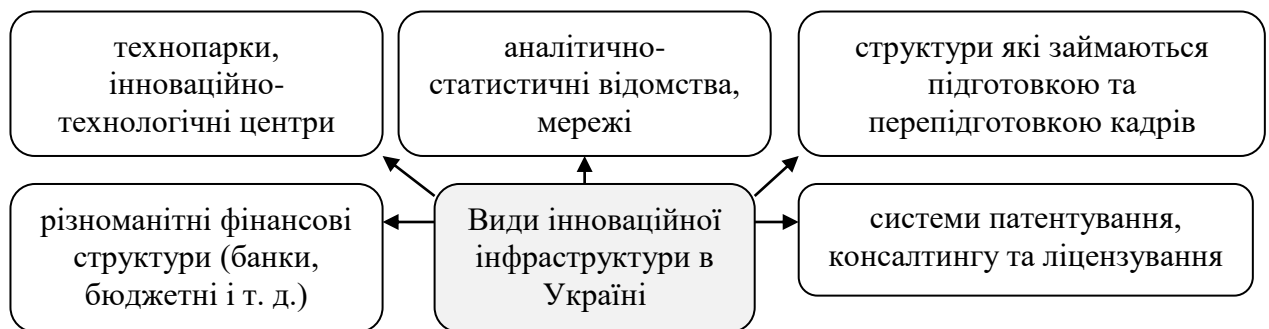 технопарки,
інноваційно-
технологічні центри
аналітично-
статистичні відомства,
мережі
структури які займаються
підготовкою та
перепідготовкою кадрів
різноманітні фінансові
структури (банки,
бюджетні і т. д.)
Види інноваційної
інфраструктури в
Україні
системи патентування,
консалтингу та ліцензування